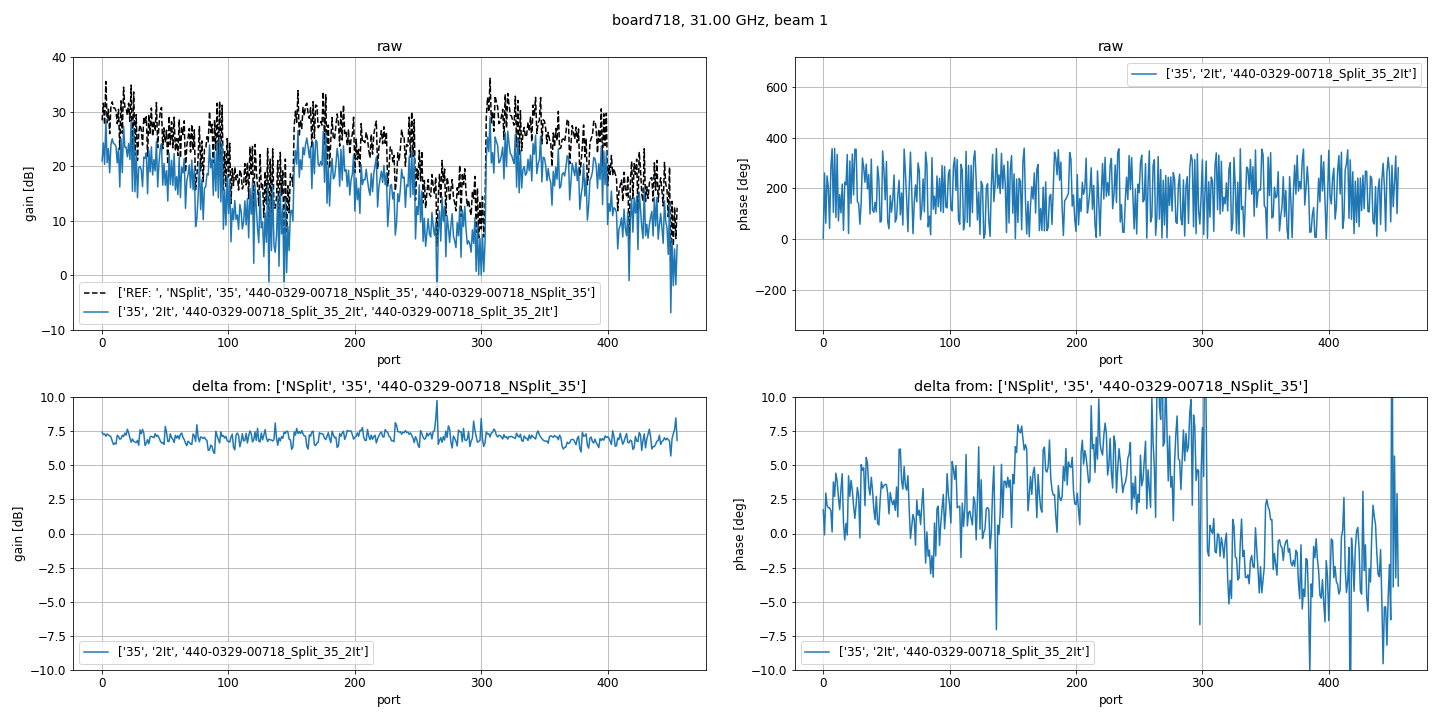 board718, 31.00 GHz, beam 1
raw
gain [dB]
40
30
20
10
0
−10
['REF: ', 'NSplit', '35', '440-0329-00718_NSplit_35', '440-0329-00718_NSplit_35']
['35', '2It', '440-0329-00718_Split_35_2It', '440-0329-00718_Split_35_2It']
0 100 200 300 400
port
raw
phase [deg]
600
400
200
0
−200
['35', '2It', '440-0329-00718_Split_35_2It']
0 100 200 300 400
port
delta from: ['NSplit', '35', '440-0329-00718_NSplit_35']
gain [dB]
10.0
7.5
5.0
2.5
0.0
−2.5
−5.0
−7.5
−10.0
['35', '2It', '440-0329-00718_Split_35_2It']
0 100 200 300 400
port
delta from: ['NSplit', '35', '440-0329-00718_NSplit_35']
phase [deg]
10.0
7.5
5.0
2.5
0.0
−2.5
−5.0
−7.5
−10.0
['35', '2It', '440-0329-00718_Split_35_2It']
0 100 200 300 400
port